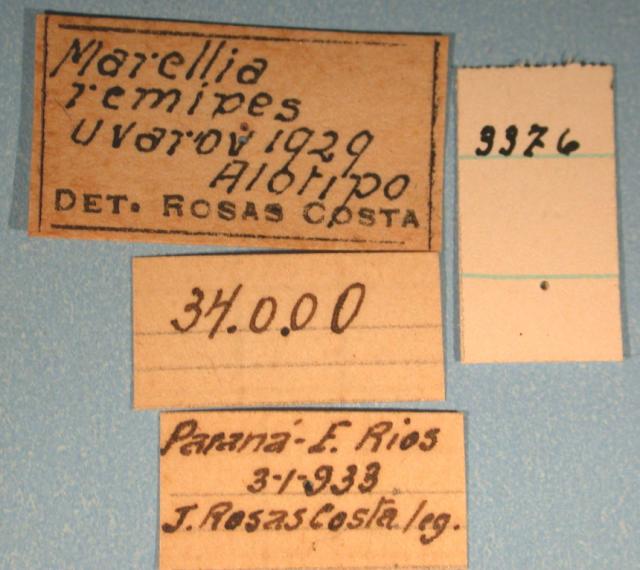 Marellia
remipes
Uvarov 1929
Alotipo
DET. ROSAS COSTA
3376
34.0.00
Paraná-E. Rios
3-1-933
J. Rosas Costa leg.